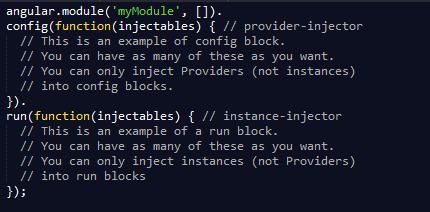 angular.module('myModule', []).
config(function(injectables) { // provider-injector
  // This is an example of config block.
  // You can have as many of these as you want.
  // You can only inject Providers (not instances)
  // into config blocks.
}).
run(function(injectables) { // instance-injector
  // This is an example of a run block.
  // You can have as many of these as you want.
  // You can only inject instances (not Providers)
  // into run blocks
});